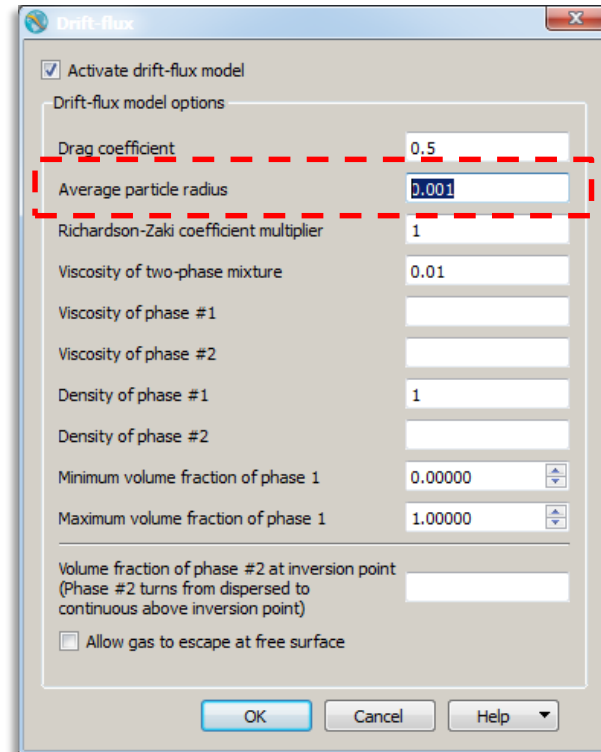 Drift-flux
Activate drift-flux model
Drift-flux model options
Drag coefficient 0.5
Average particle radius 0.001
Richardson-Zaki coefficient multiplier 1
Viscosity of two-phase mixture 0.01
Viscosity of phase #1
Viscosity of phase #2
Density of phase #1 1
Density of phase #2
Minimum volume fraction of phase 1 0.00000
Maximum volume fraction of phase 1 1.00000
Volume fraction of phase #2 at inversion point
(Phase #2 turns from dispersed to
continuous above inversion point)
Allow gas to escape at free surface
OK Cancel Help